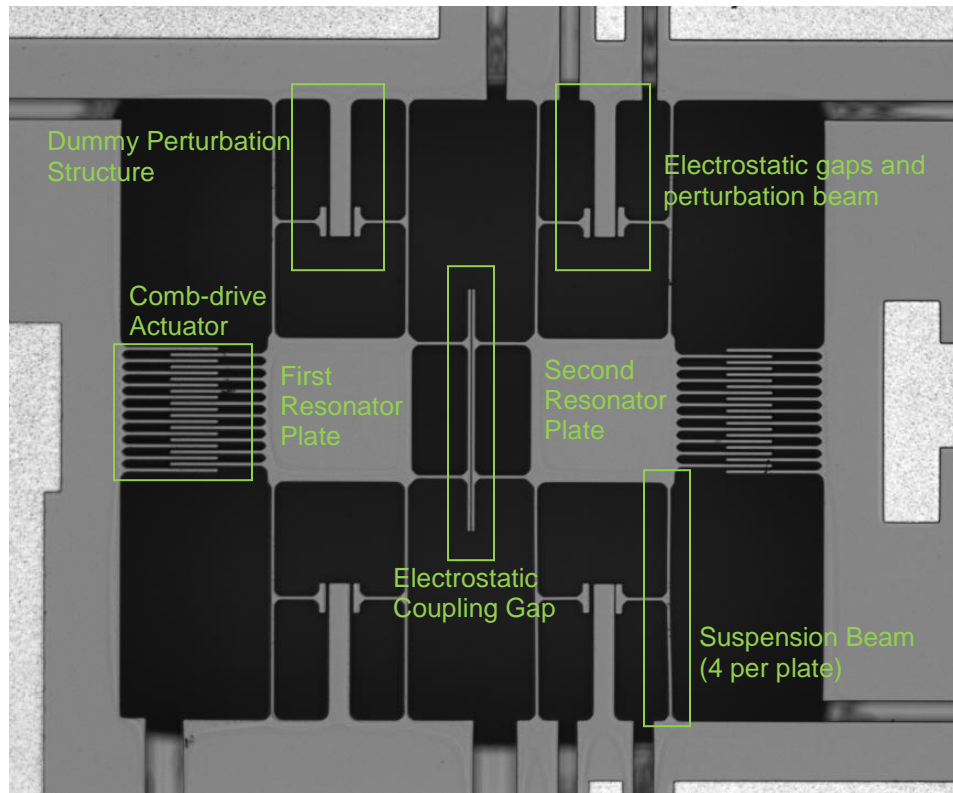 Dummy Perturbation
Structure
Electrostatic gaps and
perturbation beam
Comb-drive
Actuator
First
Resonator
Plate
Second
Resonator
Plate
Electrostatic
Coupling Gap
Suspension Beam
(4 per plate)